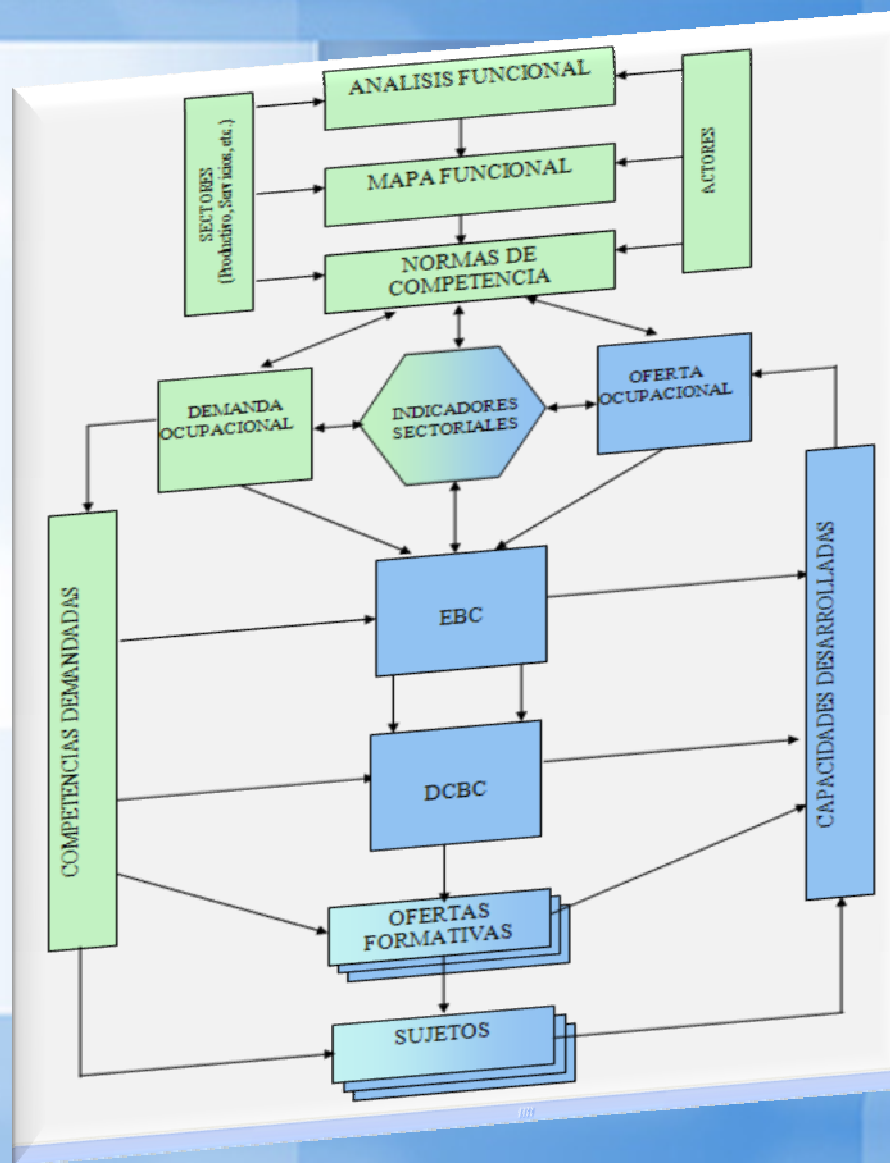 ANALISIS FUNCIONAL
SECTORES
(Productivo, Servicios, etc.)
ACTORES
MAPA FUNCIONAL
NORMAS DE
COMPETENCIA
DEMANDA
OCUPACIONAL
INDICADORES
SECTORIALES
OFERTA
OCUPACIONAL
COMPETENCIAS DEMANDADAS
EBC
CAPACIDADES DESARROLLADAS
DCBC
OFERTAS
FORMATIVAS
SUJETOS